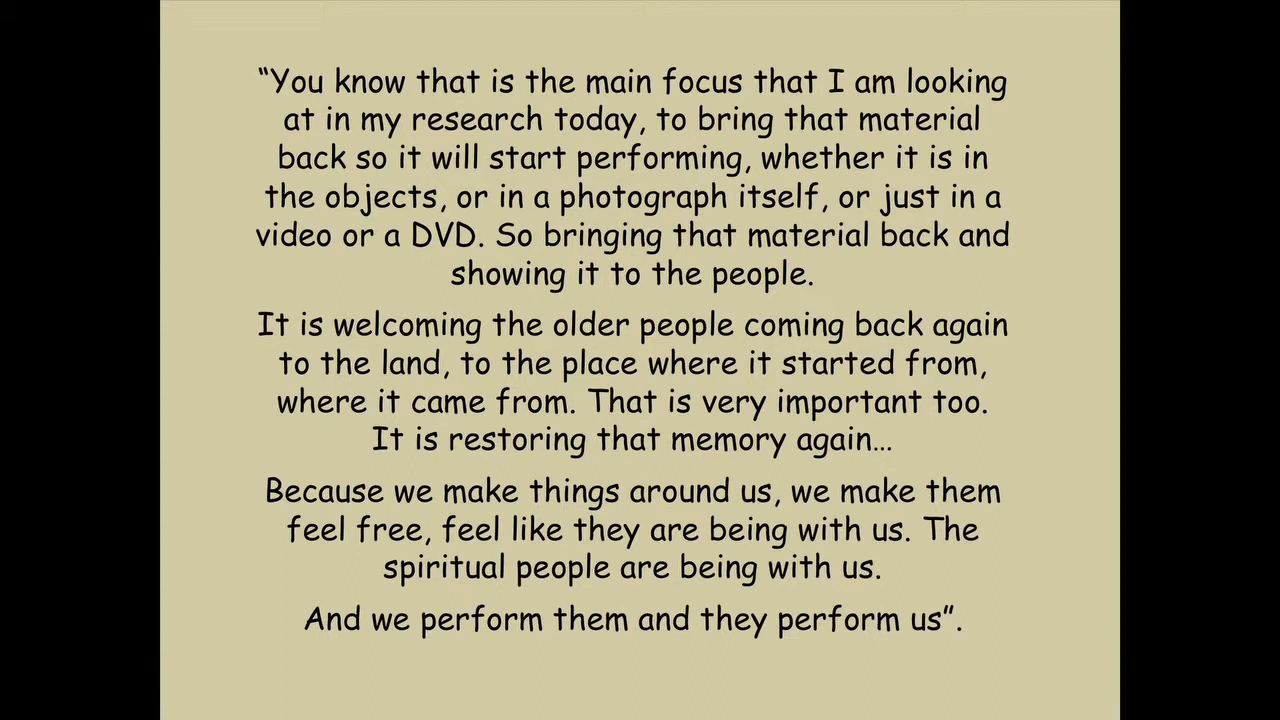 “You know that is the main focus that I am looking
at in my research today, to bring that material
back so it will start performing, whether it is in
the objects, or in a photograph itself, or just in a
video or a DVD. So bringing that material back and
showing it to the people.
It is welcoming the older people coming back again
to the land, to the place where it started from,
where it came from. That is very important too.
It is restoring that memory again…
Because we make things around us, we make them
feel free, feel like they are being with us. The
spiritual people are being with us.
And we perform them and they perform us”.